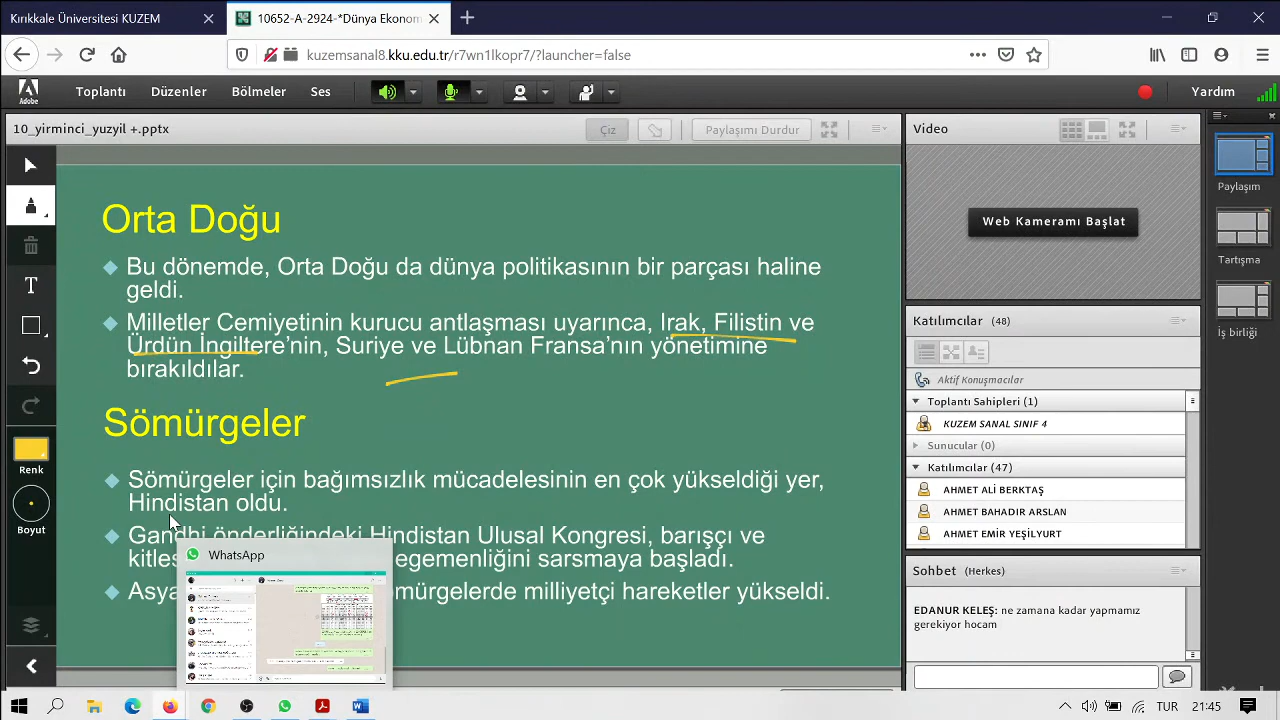 Kırıkkale Üniversitesi KUZEM
10652-A-2924-*Dünya Ekonom
kuzemsanal8.kku.edu.tr/r7wn1lkopr7/?launcher=false
Adobe
Toplantı
Düzenler
Bölmeler
Ses
Yardım
10_yirminci_yuzyil +.pptx
Çiz
Paylaşımı Durdur
Orta Doğu
Bu dönemde, Orta Doğu da dünya politikasının bir parçası haline
geldi.
Milletler Cemiyetinin kurucu antlaşması uyarınca, Irak, Filistin ve
Ürdün İngiltere’nin, Suriye ve Lübnan Fransa’nın yönetimine
bırakıldılar.
Sömürgeler
Sömürgeler için bağımsızlık mücadelesinin en çok yükseldiği yer,
Hindistan oldu.
Gandhi önderliğindeki Hindistan Ulusal Kongresi, barışçı ve
egemenliğini sarsmaya başladı.
milliyetçi hareketler yükseldi.
WhatsApp
Renk
Boyut
Video
Web Kameramı Başlat
Katılımcılar (48)
Aktif Konuşmacılar
Toplantı Sahipleri (1)
KUZEM SANAL SINIF 4
Sunucular (0)
Katılımcılar (47)
AHMET ALİ BERKTAŞ
AHMET BAHADIR ARSLAN
AHMET EMİR YEŞİLYURT
Sohbet (Herkes)
EDANUR KELEŞ: ne zamana kadar yapmamız
gerekiyor hocam
Paylaşım
Tartışma
İş birliği
TUR
21:45